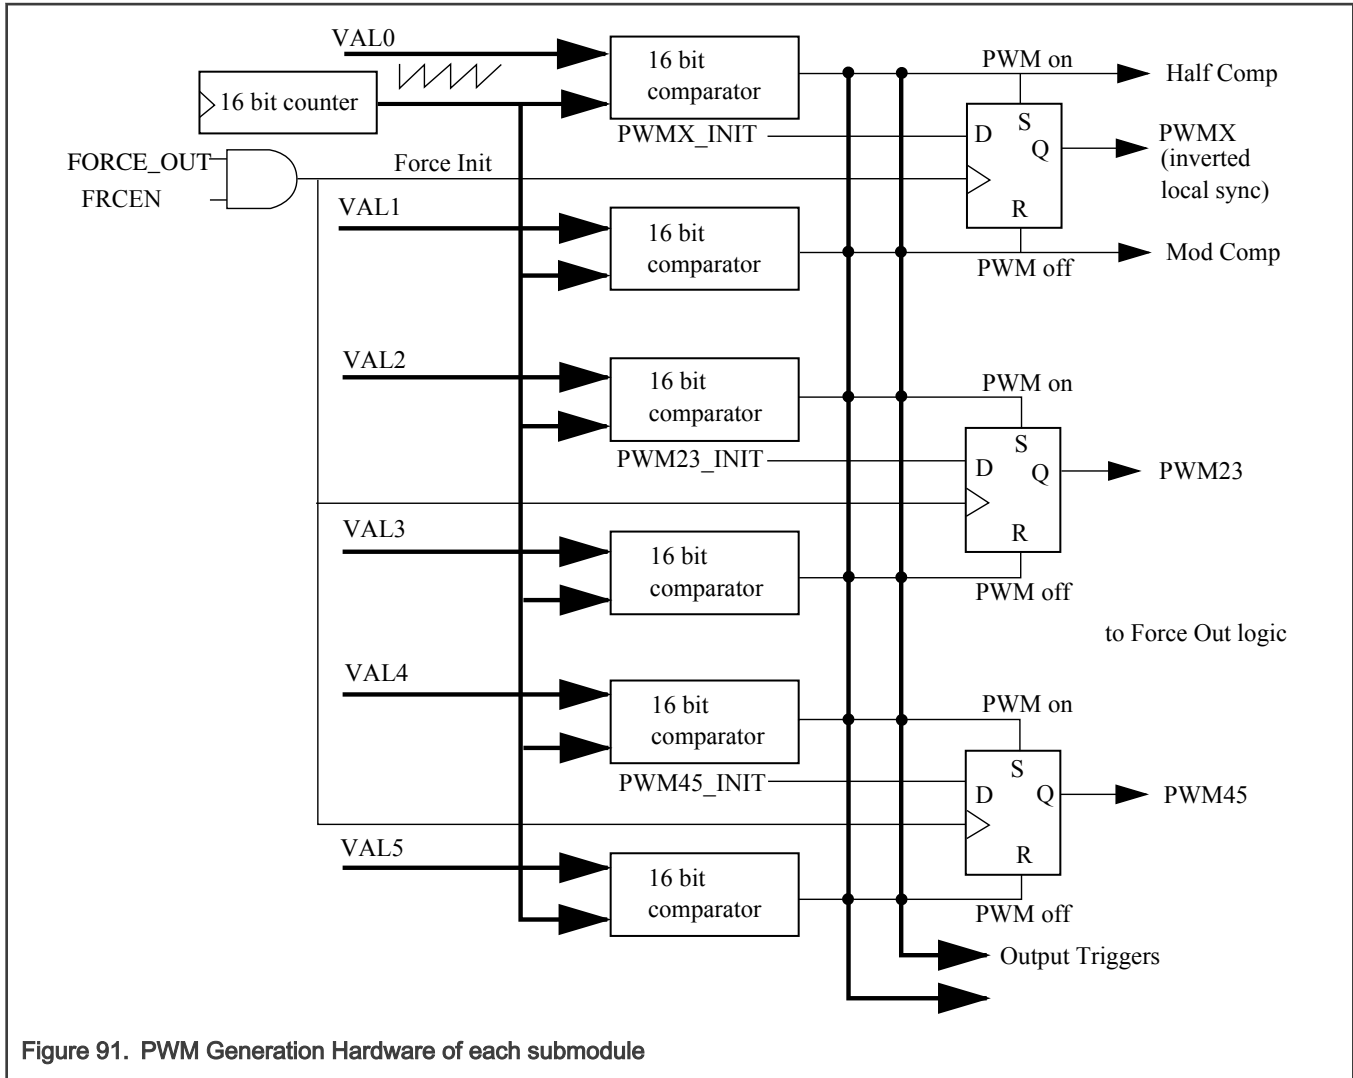 VAL0
16 bit
comparator
PWM on
Half Comp
16 bit counter
PWMX_INIT
D
S
Q
PWMX
(inverted
local sync)
FORCE_OUT
FRCEN
Force Init
R
VAL1
16 bit
comparator
PWM off
Mod Comp
VAL2
16 bit
comparator
PWM on
PWM23_INIT
D
S
Q
PWM23
R
VAL3
16 bit
comparator
PWM off
to Force Out logic
VAL4
16 bit
comparator
PWM on
PWM45_INIT
D
S
Q
PWM45
R
VAL5
16 bit
comparator
PWM off
Output Triggers
Figure 91. PWM Generation Hardware of each submodule